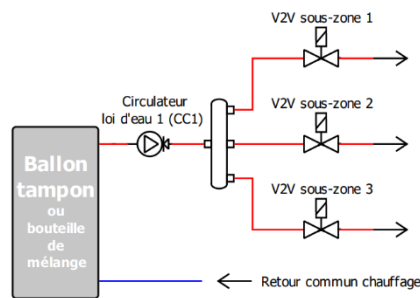 V2V sous-zone 1
Circulateur
loi d'eau 1 (CC1)
V2V sous-zone 2
Ballon
tampon
ou
bouteille
de
mélange
V2V sous-zone 3
Retour commun chauffage